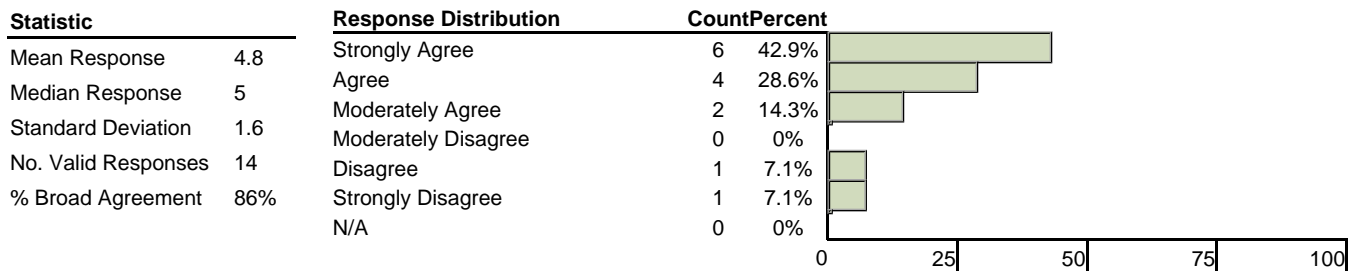 Statistic
Mean Response 4.8
Median Response 5
Standard Deviation 1.6
No. Valid Responses 14
% Broad Agreement 86%
Response Distribution CountPercent
Strongly Agree 6 42.9%
Agree 4 28.6%
Moderately Agree 2 14.3%
Moderately Disagree 0 0%
Disagree 1 7.1%
Strongly Disagree 1 7.1%
N/A 0 0%
0 25 50 75 100